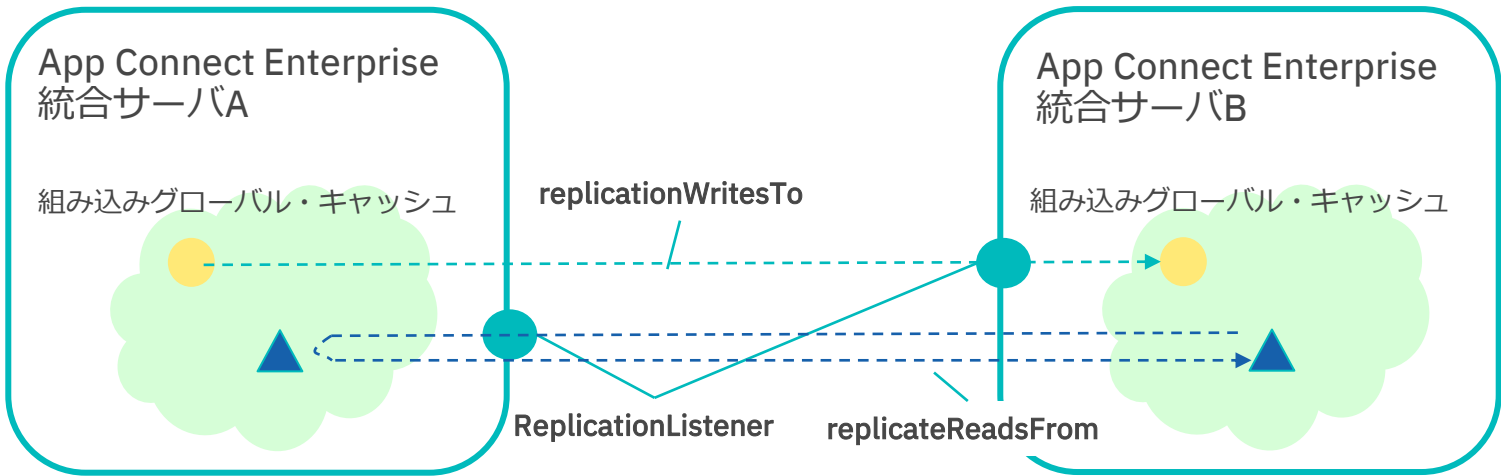 App Connect Enterprise
統合サーバA
組み込みグローバル・キャッシュ
replicationWritesTo
App Connect Enterprise
統合サーバB
組み込みグローバル・キャッシュ
ReplicationListener
replicateReadsFrom